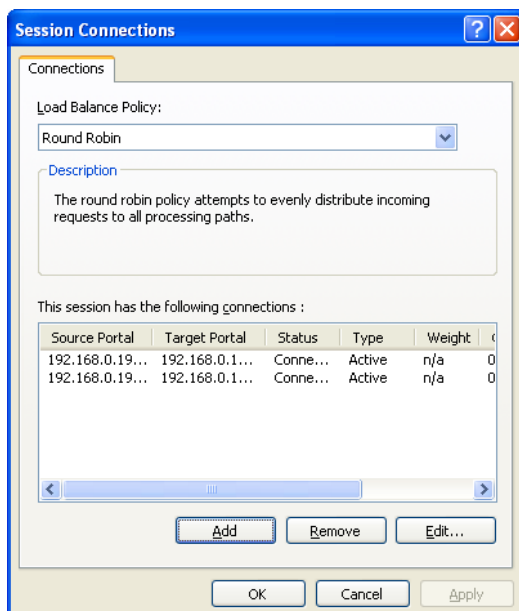 Session Connections
Connections
Load Balance Policy:
Round Robin
Description
The round robin policy attempts to evenly distribute incoming
requests to all processing paths.
This session has the following connections :
Source Portal Target Portal Status Type Weight
192.168.0.19... 192.168.0.1... Conne... Active n/a 0
192.168.0.19... 192.168.0.1... Conne... Active n/a 0
Add Remove Edit...
OK Cancel Apply